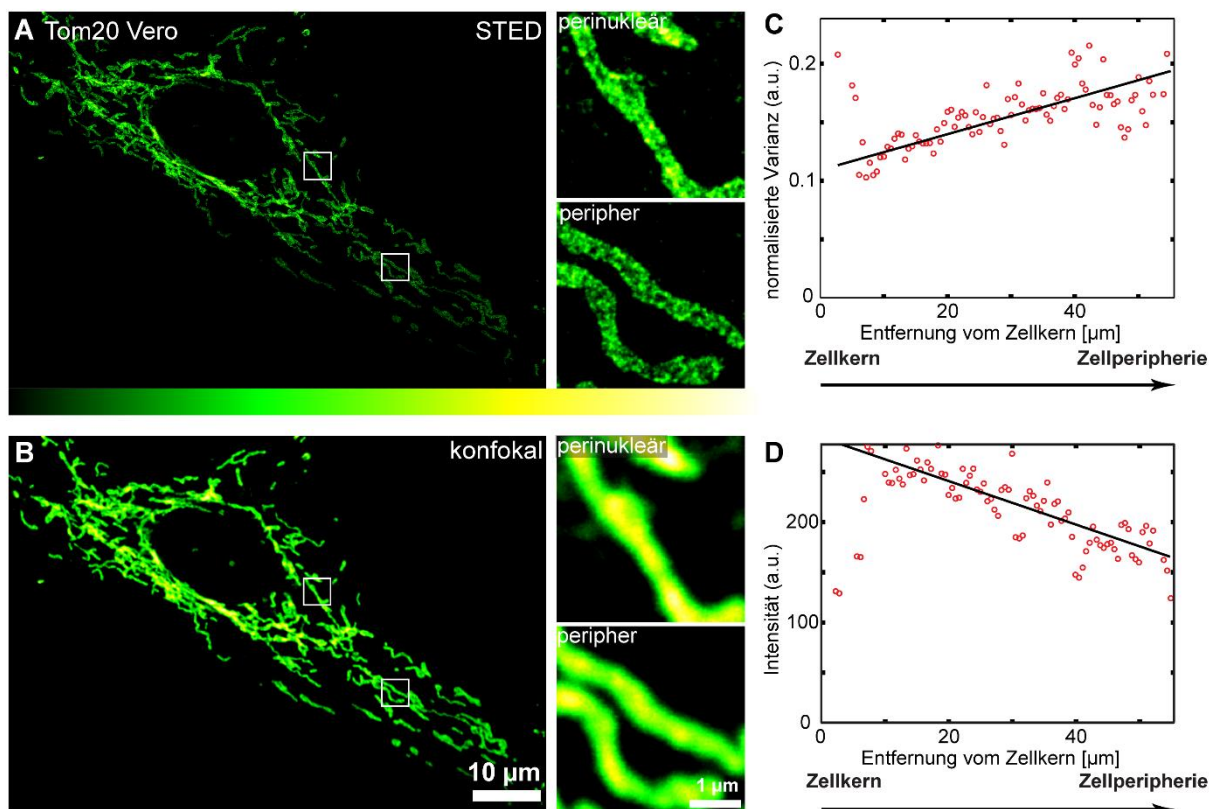 A Tom20 Vero STED
perinukleär
peripher
C
normalisierte Varianz (a.u.)
0.2
0.1
0
0 20 40
Entfernung vom Zellkern [µm]
Zellkern Zellperipherie
B konfokal
10 µm
perinukleär
peripher
1 µm
D
Intensität (a.u.)
200
100
0
0 20 40
Entfernung vom Zellkern [µm]
Zellkern Zellperipherie